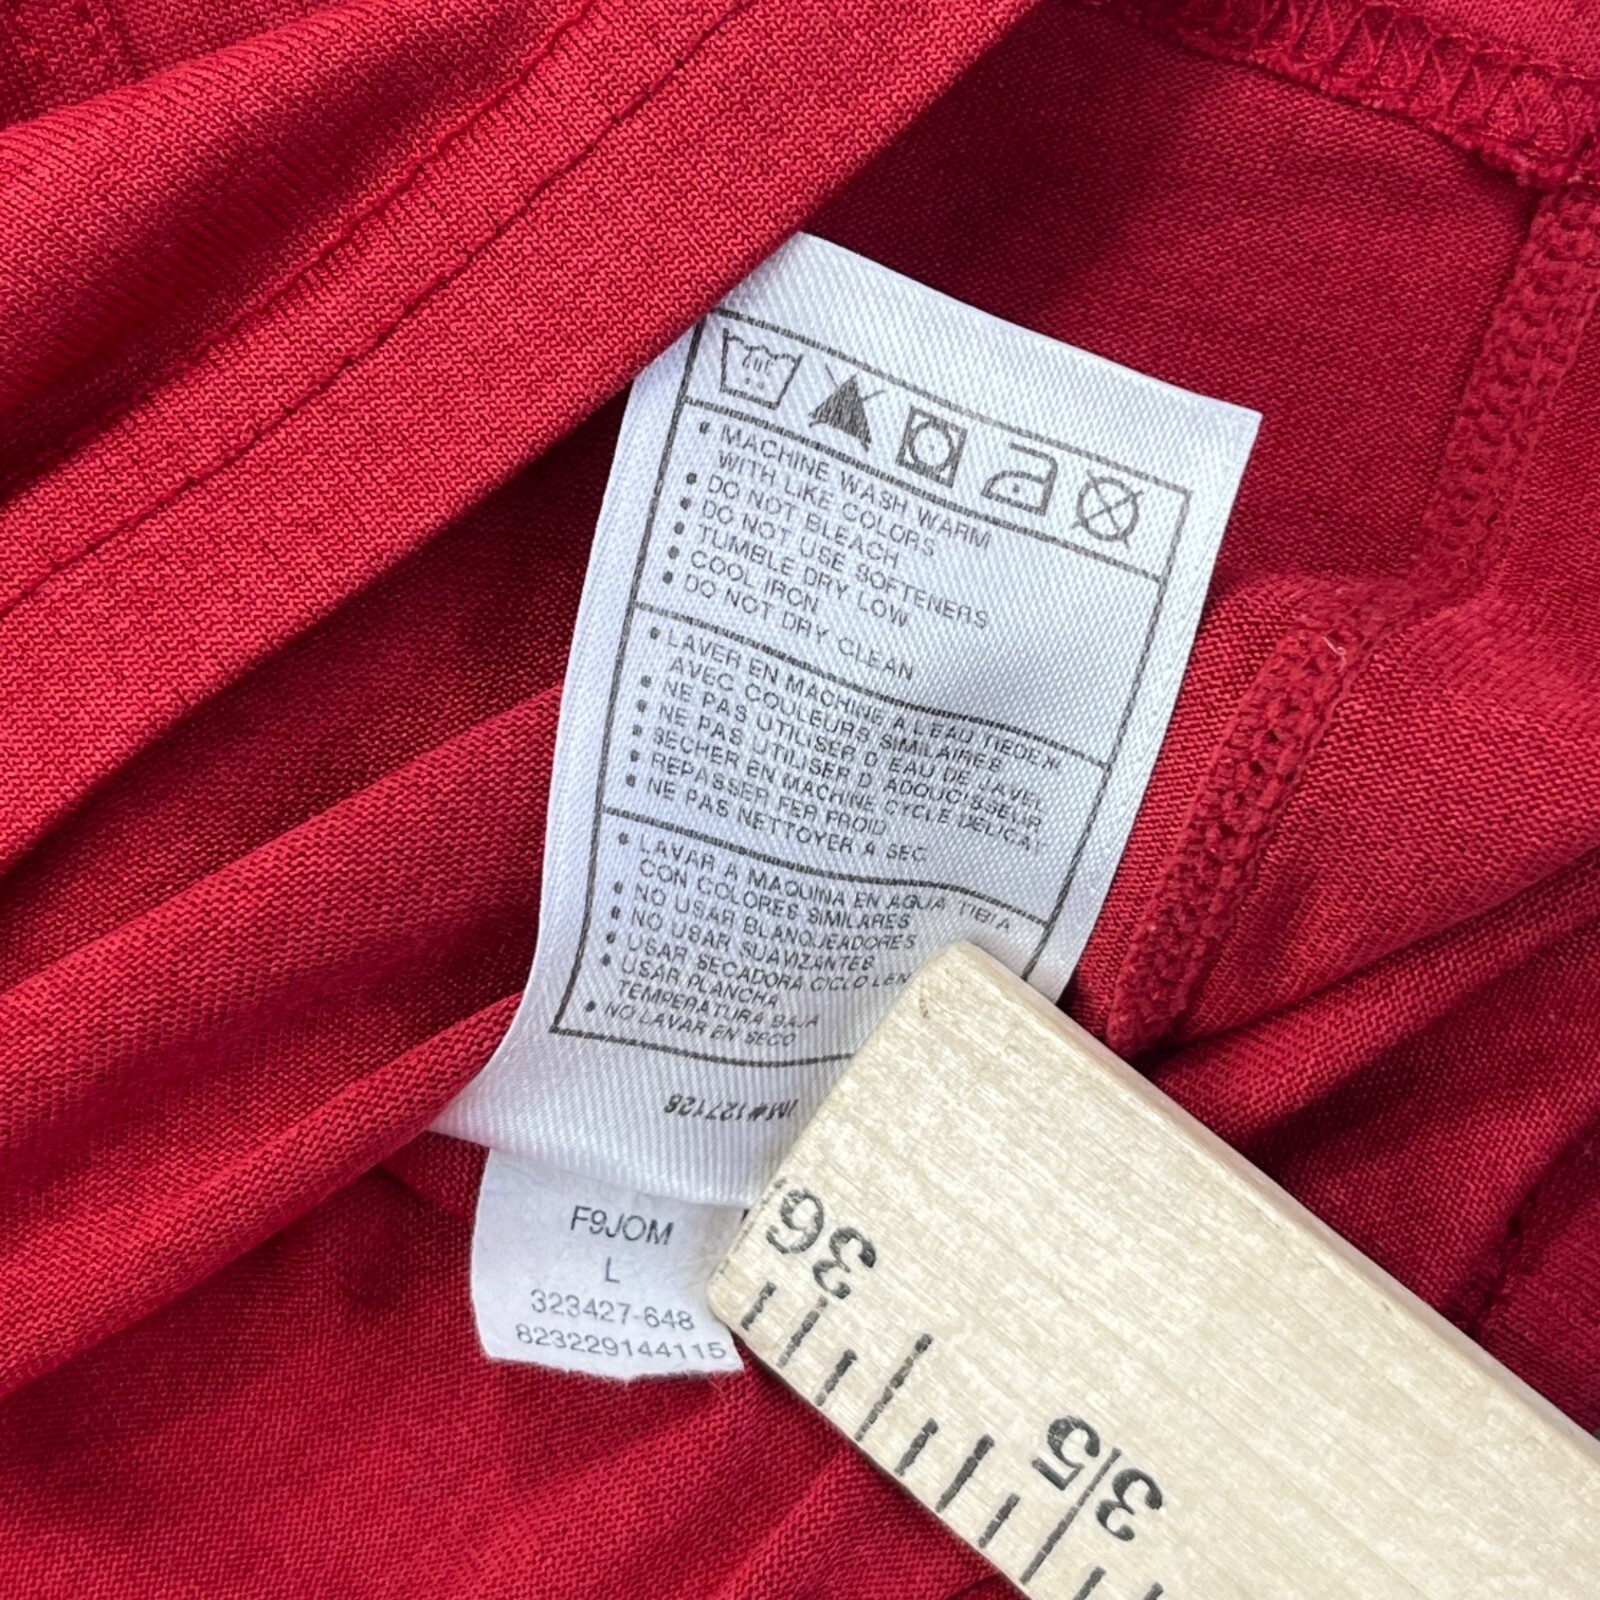 40C
• MACHINE WASH WARM
WITH LIKE COLORS
• DO NOT BLEACH
• DO NOT USE SOFTENERS
• TUMBLE DRY LOW
• COOL IRON
• DO NOT DRY CLEAN
• LAVER EN MACHINE A L'EAU TIEDE
AVEC COULEURS SIMILAIRES
• NE PAS UTILISER D'EAU DE JAVEL
• NE PAS UTILISER D'ADOUCISSEUR
• SECHER EN MACHINE CYCLE DELICAT
• REPASSER FER FROID
• NE PAS NETTOYER A SEC
• LAVAR A MAQUINA EN AGUA TIBIA
CON COLORES SIMILARES
• NO USAR BLANQUEADORES
• NO USAR SUAVIZANTES
• USAR SECADORA CICLO LEN
• USAR PLANCHA
TEMPERATURA BAJA
• NO LAVAR EN SECO
IM#127128
F9JOM
L
323427-648
823229144115
36
35